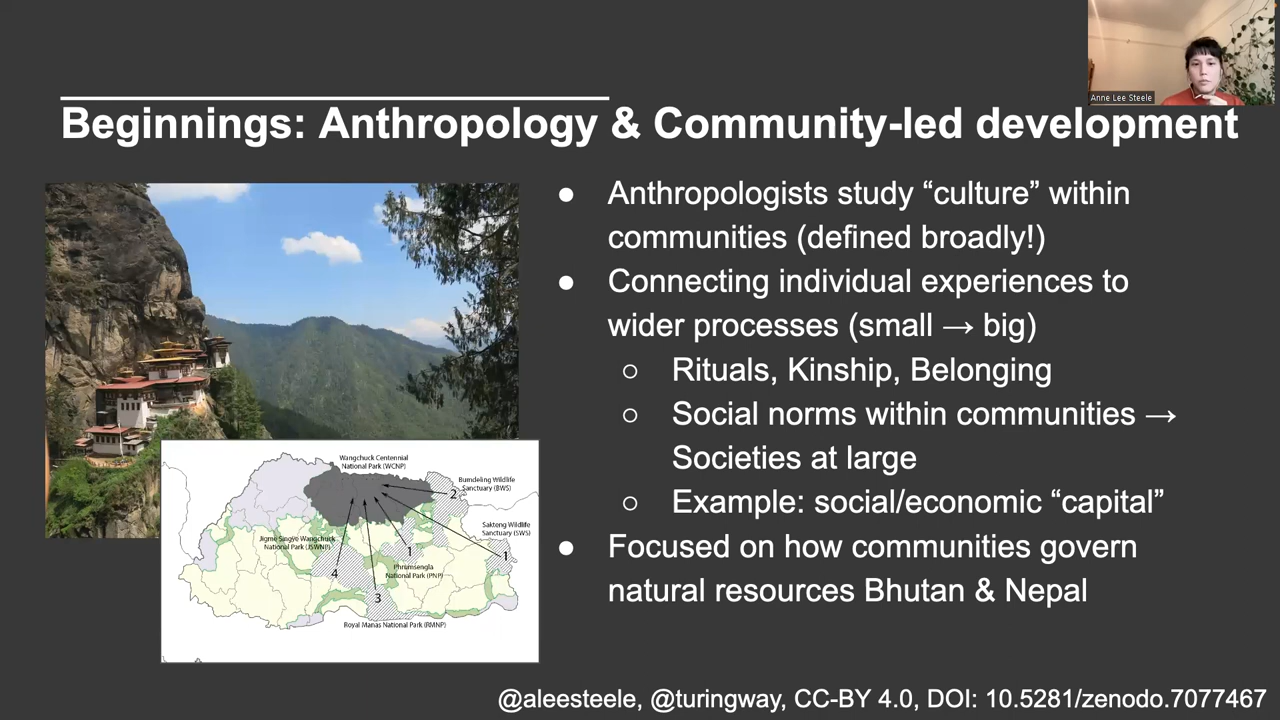 Anne Lee Steele
Beginnings: Anthropology & Community-led development
● Anthropologists study “culture” within
communities (defined broadly!)
● Connecting individual experiences to
wider processes (small → big)
○ Rituals, Kinship, Belonging
○ Social norms within communities →
Societies at large
○ Example: social/economic “capital”
● Focused on how communities govern
natural resources Bhutan & Nepal
Wangchuck Centennial
National Park (WCNP)
Bumdeling Wildlife
Sanctuary (BWS)
2
Sakteng Wildlife
Sanctuary (SWS)
Jigme Singye Wangchuck
National Park (JSWNP)
1
1
Phrumsengla
National Park (PNP)
4
3
Royal Manas National Park (RMNP)
@aleesteele, @turingway, CC-BY 4.0, DOI: 10.5281/zenodo.7077467